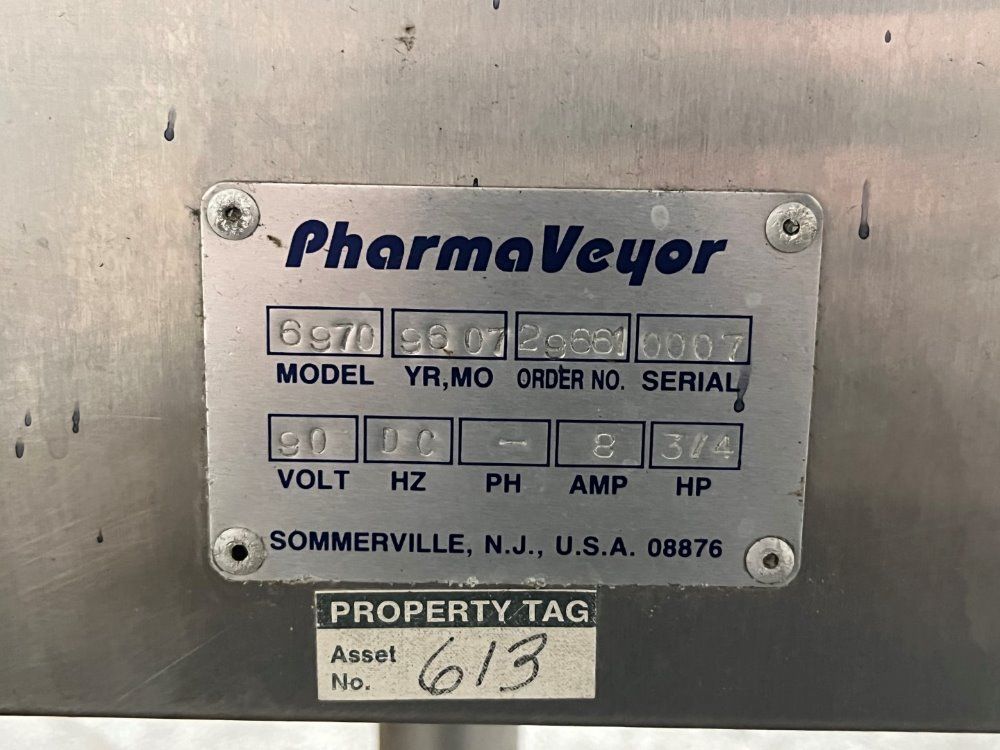 PharmaVeyor
6970 96 07 29661 0007
MODEL YR,MO ORDER NO. SERIAL
90 DC - 8 3/4
VOLT HZ PH AMP HP
SOMMERVILLE, N.J., U.S.A. 08876
PROPERTY TAG
Asset
No. 613